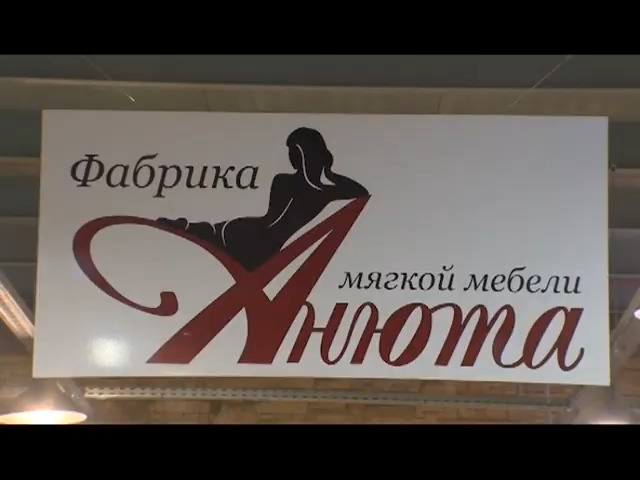 Фабрика
мягкой мебели
Анюта